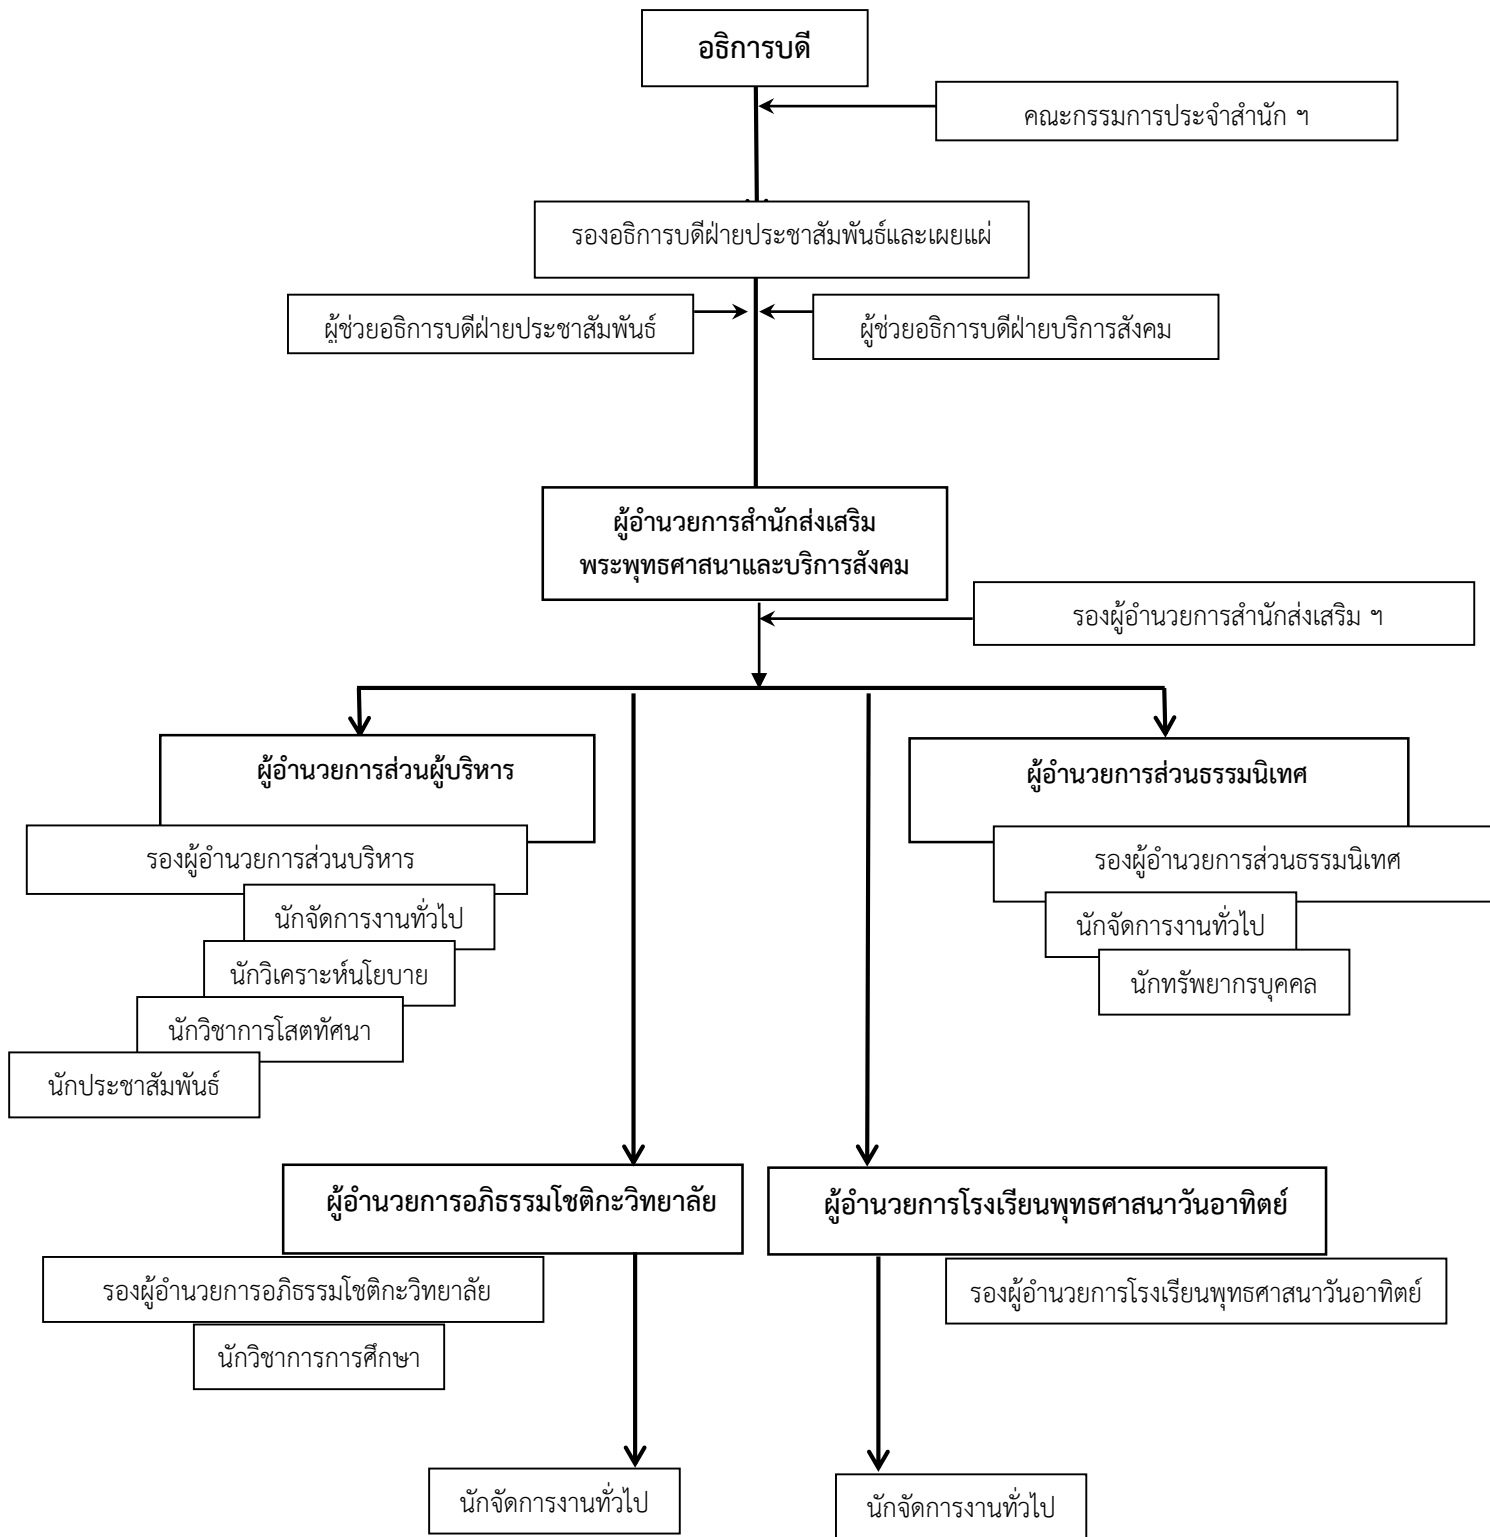 อธิการบดี
คณะกรรมการประจำสำนัก ฯ
รองอธิการบดีฝ่ายประชาสัมพันธ์และเผยแผ่
ผู้ช่วยอธิการบดีฝ่ายประชาสัมพันธ์
ผู้ช่วยอธิการบดีฝ่ายบริการสังคม
ผู้อำนวยการสำนักส่งเสริม
พระพุทธศาสนาและบริการสังคม
รองผู้อำนวยการสำนักส่งเสริม ฯ
ผู้อำนวยการส่วนผู้บริหาร
ผู้อำนวยการส่วนธรรมนิเทศ
รองผู้อำนวยการส่วนบริหาร
รองผู้อำนวยการส่วนธรรมนิเทศ
นักจัดการงานทั่วไป
นักจัดการงานทั่วไป
นักวิเคราะห์นโยบาย
นักทรัพยากรบุคคล
นักวิชาการโสตทัศนา
นักประชาสัมพันธ์
ผู้อำนวยการอภิธรรมโชติกะวิทยาลัย
ผู้อำนวยการโรงเรียนพุทธศาสนาวันอาทิตย์
รองผู้อำนวยการอภิธรรมโชติกะวิทยาลัย
รองผู้อำนวยการโรงเรียนพุทธศาสนาวันอาทิตย์
นักวิชาการการศึกษา
นักจัดการงานทั่วไป
นักจัดการงานทั่วไป